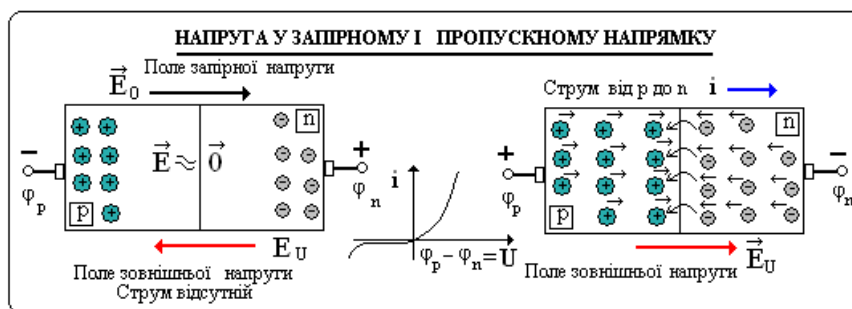 НАПРУГА У ЗАПІРНОМУ І ПРОПУСКНОМУ НАПРЯМКУ
E₀
Поле запірної напруги
n
E ≈ 0
p
−
φp
+
φn
E U
Поле зовнішньої напруги
Струм відсутній
i
φp − φn = U
Струм від p до n i
n
p
+
φp
−
φn
Поле зовнішньої напруги
E U